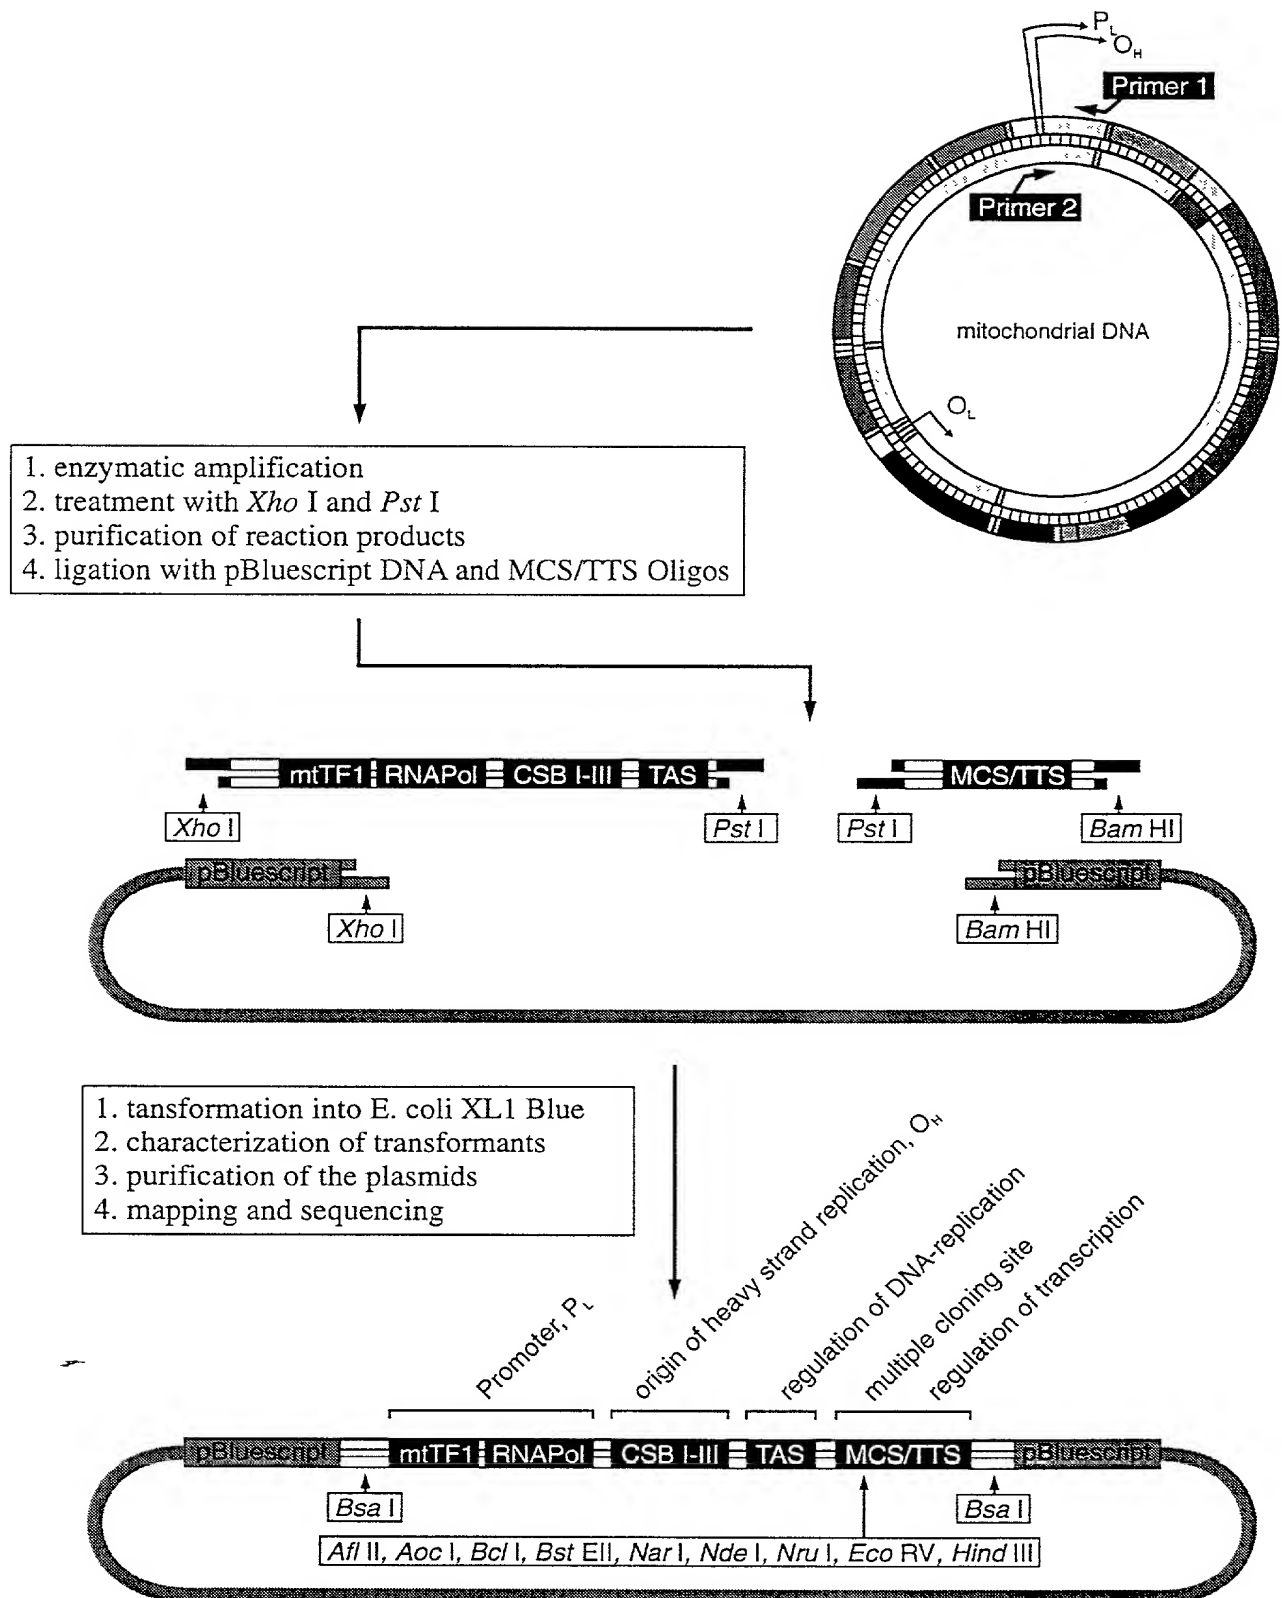 P_L
O_H
Primer 1
Primer 2
mitochondrial DNA
O_L
1. enzymatic amplification
2. treatment with Xho I and Pst I
3. purification of reaction products
4. ligation with pBluescript DNA and MCS/TTS Oligos
mtTF1 RNAPol CSB I-III TAS
MCS/TTS
Xho I
Pst I
Pst I
Bam HI
pBluescript
pBluescript
Xho I
Bam HI
1. tansformation into E. coli XL1 Blue
2. characterization of transformants
3. purification of the plasmids
4. mapping and sequencing
Promoter, P_L
origin of heavy strand replication, O_H
regulation of DNA-replication
multiple cloning site
regulation of transcription
pBluescript mtTF1 RNAPol CSB I-III TAS MCS/TTS pBluescript
Bsa I
Bsa I
Afl II, Aoc I, Bcl I, Bst EII, Nar I, Nde I, Nru I, Eco RV, Hind III